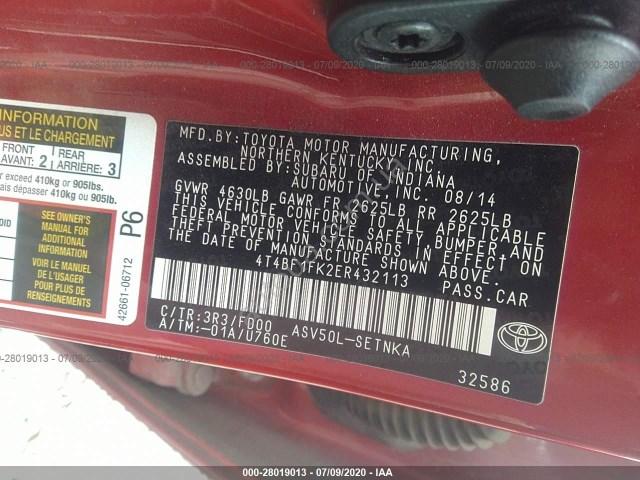 000-28019013 / 07/09/2020 - IAA
INFORMATION
US ET LE CHARGEMENT
FRONT REAR
AVANT: 2 ARRIÈRE: 3
exceed 410 kg or 905lbs.
dépasser 410kg ou 905lb.
SEE OWNER'S
MANUAL FOR
ADDITIONAL
INFORMATION
VOIR LE MANUEL
DE L'USAGER
POUR PLUS DE
RENSEIGNEMENTS
P6
42661-06712
MFD.BY:TOYOTA MOTOR MANUFACTURING,
NORTHERN KENTUCKY, INC.
ASSEMBLED BY:SUBARU OF INDIANA
AUTOMOTIVE, INC. 08/14
GVWR 4630LB GAWR FR 2625LB RR 2625LB
THIS VEHICLE CONFORMS TO ALL APPLICABLE
FEDERAL MOTOR VEHICLE SAFETY, BUMPER, AND
THEFT PREVENTION STANDARDS IN EFFECT ON
THE DATE OF MANUFACTURE SHOWN ABOVE.
4T4BF1FK2ER432113
PASS.CAR
C/TR:3R3/FD00
A/TM:-01A/U760E
ASV50L-SETNKA
TOYOTA
32586
000-28019013 / 07/09/2020 - IAA